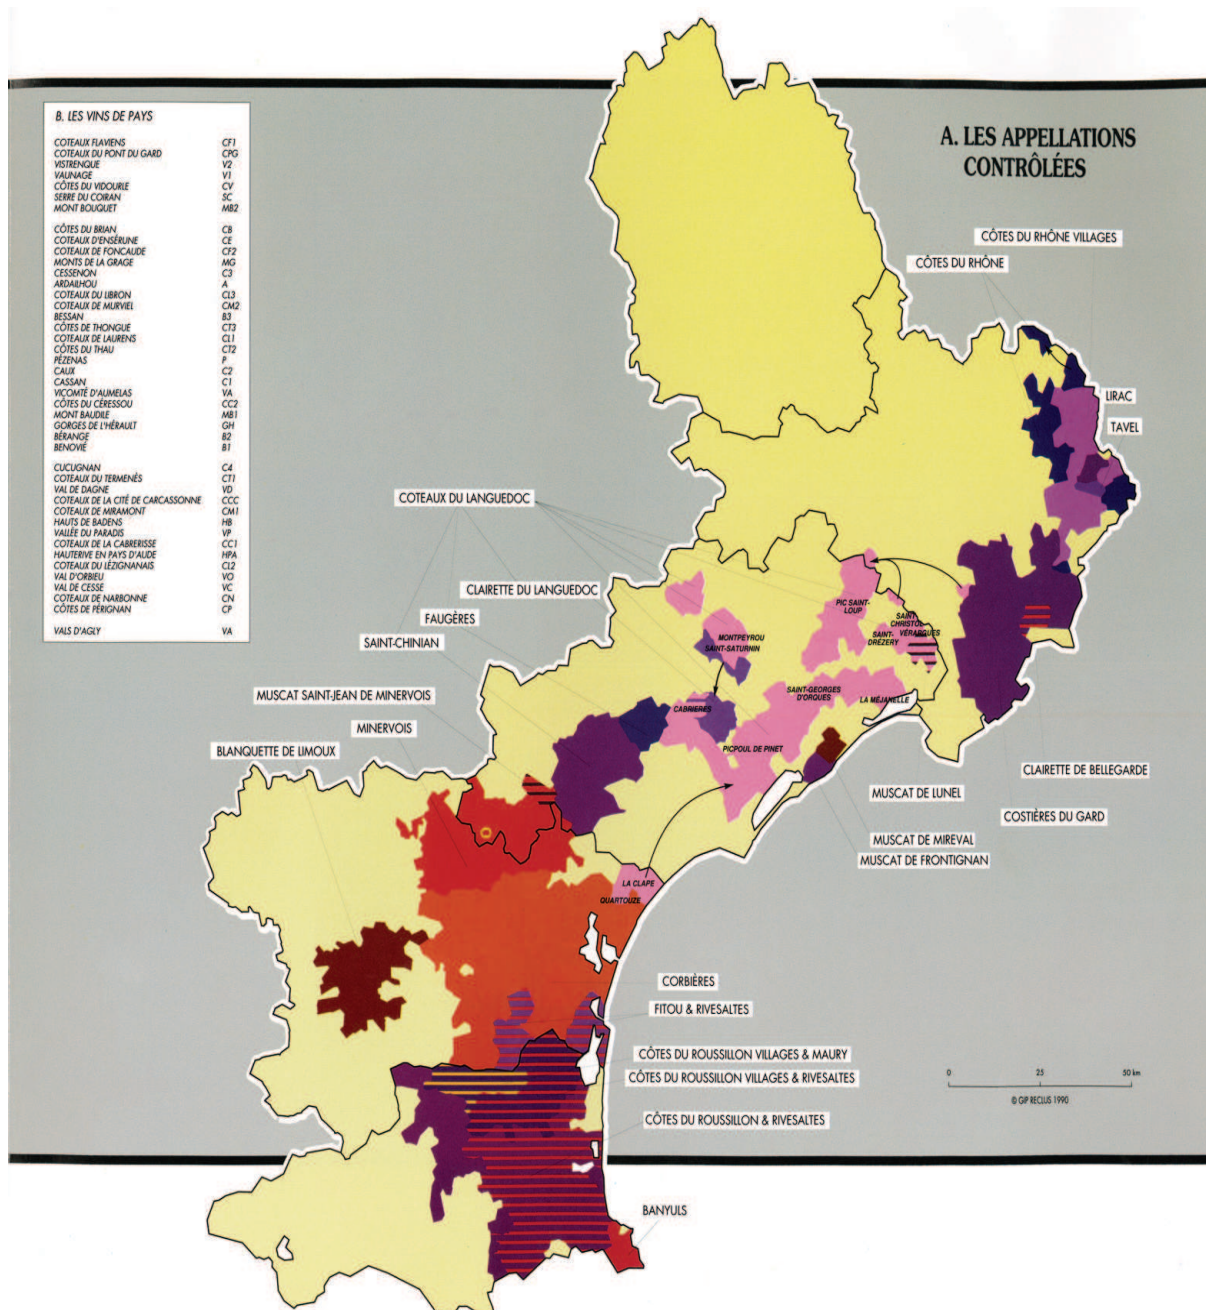 B. LES VINS DE PAYS
COTEAUX FLAVIENS CF1
COTEAUX DU PONT DU GARD CPG
VISTRENQUE V2
VAUNAGE V1
CÔTES DU VIDOURLE CV
SERRE DU COIRAN SC
MONT BOUQUET MB2
CÔTES DU BRIAN CB
COTEAUX D'ENSÉRUNE CE
COTEAUX DE FONCAUDE CF2
MONTS DE LA GRAGE MG
CESSENON C3
ARDAILHOU A
COTEAUX DU LIBRON CL3
COTEAUX DE MURVIEL CM2
BESSAN B3
CÔTES DE THONGUE CT3
COTEAUX DE LAURENS CL1
CÔTES DU THAU CT2
PÉZENAS P
CAUX C2
CASSAN C1
VICOMTÉ D'AUMELAS VA
CÔTES DU CÉRESSOU CC2
MONT BAUDILE MB1
GORGES DE L'HÉRAULT GH
BÉRANGE B2
BENOVIÉ B1
CUCUGNAN C4
COTEAUX DU TERMENÈS CT1
VAL DE DAGNE VD
COTEAUX DE LA CITÉ DE CARCASSONNE CCC
COTEAUX DE MIRAMONT CM1
HAUTS DE BADENS HB
VALLÉE DU PARADIS VP
COTEAUX DE LA CABRERISSE CC1
HAUTERIVE EN PAYS D'AUDE HPA
COTEAUX DU LÉZIGNANAIS CL2
VAL D'ORBIEU VO
VAL DE CESSE VC
COTEAUX DE NARBONNE CN
CÔTES DE PÉRIGNAN CP
VALS D'AGLY VA
A. LES APPELLATIONS
CONTRÔLÉES
CÔTES DU RHÔNE VILLAGES
CÔTES DU RHÔNE
LIRAC
TAVEL
COTEAUX DU LANGUEDOC
CLAIRETTE DU LANGUEDOC
FAUGÈRES
SAINT-CHINIAN
MUSCAT SAINT-JEAN DE MINERVOIS
MINERVOIS
BLANQUETTE DE LIMOUX
PIC SAINT-
LOUP
SAINT-
CHRISTOL
VÉRARGUES
SAINT-
DRÉZERY
MONTPEYROU
SAINT-SATURNIN
SAINT-GEORGES
D'ORQUES
LA MÉJANELLE
CABRIERES
PICPOUL DE PINET
CLAIRETTE DE BELLEGARDE
MUSCAT DE LUNEL
COSTIÈRES DU GARD
MUSCAT DE MIREVAL
MUSCAT DE FRONTIGNAN
LA CLAPE
QUARTOUZE
CORBIÈRES
FITOU & RIVESALTES
CÔTES DU ROUSSILLON VILLAGES & MAURY
CÔTES DU ROUSSILLON VILLAGES & RIVESALTES
CÔTES DU ROUSSILLON & RIVESALTES
BANYULS
0 25 50 km
© GIP RECLUS 1990